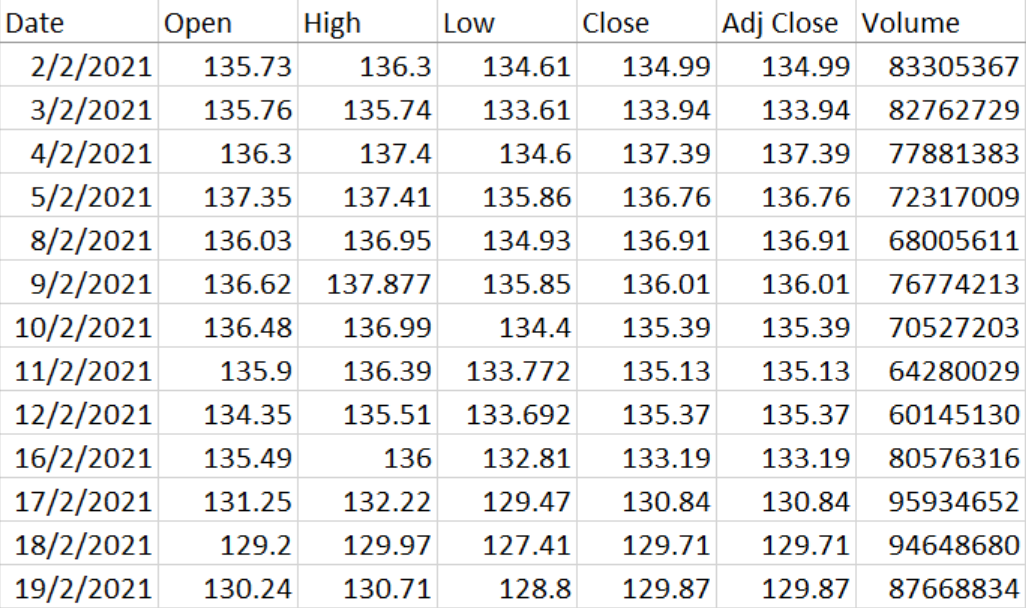 Date Open High Low Close Adj Close Volume
2/2/2021 135.73 136.3 134.61 134.99 134.99 83305367
3/2/2021 135.76 135.74 133.61 133.94 133.94 82762729
4/2/2021 136.3 137.4 134.6 137.39 137.39 77881383
5/2/2021 137.35 137.41 135.86 136.76 136.76 72317009
8/2/2021 136.03 136.95 134.93 136.91 136.91 68005611
9/2/2021 136.62 137.877 135.85 136.01 136.01 76774213
10/2/2021 136.48 136.99 134.4 135.39 135.39 70527203
11/2/2021 135.9 136.39 133.772 135.13 135.13 64280029
12/2/2021 134.35 135.51 133.692 135.37 135.37 60145130
16/2/2021 135.49 136 132.81 133.19 133.19 80576316
17/2/2021 131.25 132.22 129.47 130.84 130.84 95934652
18/2/2021 129.2 129.97 127.41 129.71 129.71 94648680
19/2/2021 130.24 130.71 128.8 129.87 129.87 87668834